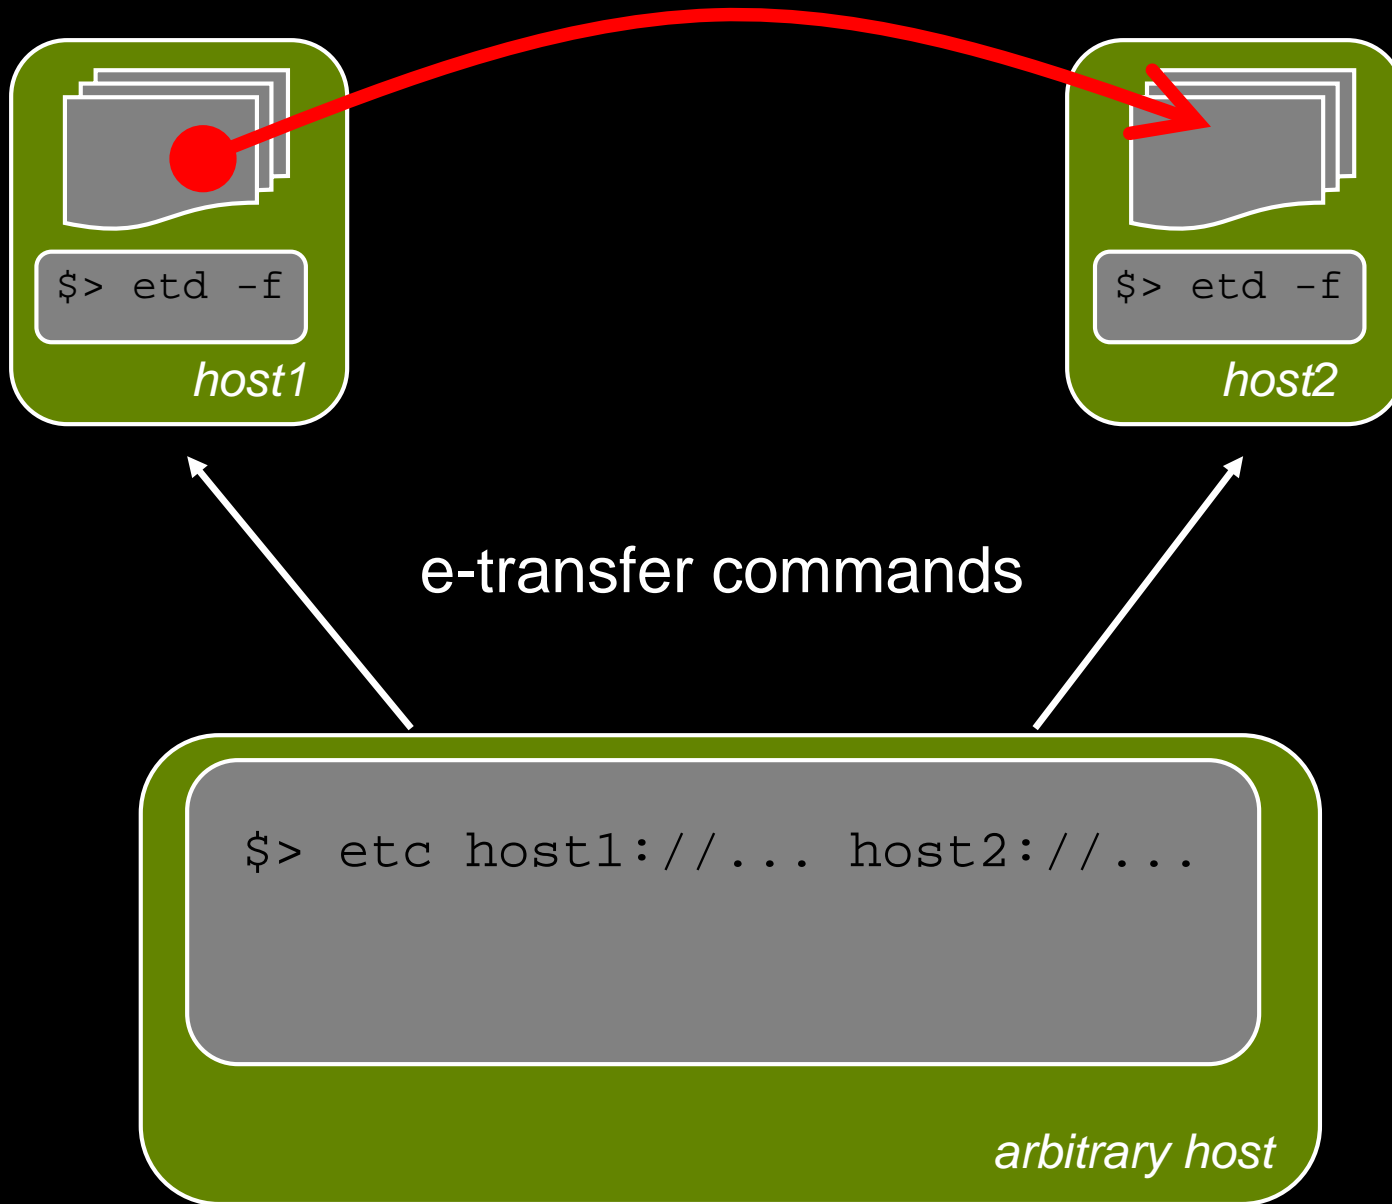 $> etd -f
host1
$> etd -f
host2
e-transfer commands
$> etc host1://... host2://...
arbitrary host